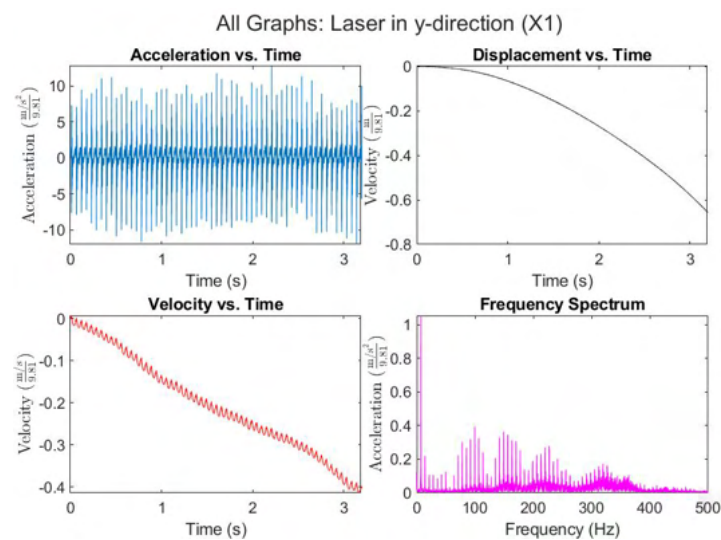 All Graphs: Laser in y-direction (X1)
Acceleration vs. Time
Acceleration (m/s²/9.81)
10
5
0
-5
-10
0 1 2 3
Time (s)
Displacement vs. Time
Velocity (m/9.81)
0
-0.2
-0.4
-0.6
-0.8
0 1 2 3
Time (s)
Velocity vs. Time
Velocity (m/s/9.81)
0
-0.1
-0.2
-0.3
-0.4
0 1 2 3
Time (s)
Frequency Spectrum
Acceleration (m/s²/9.81)
1
0.8
0.6
0.4
0.2
0
0 100 200 300 400 500
Frequency (Hz)